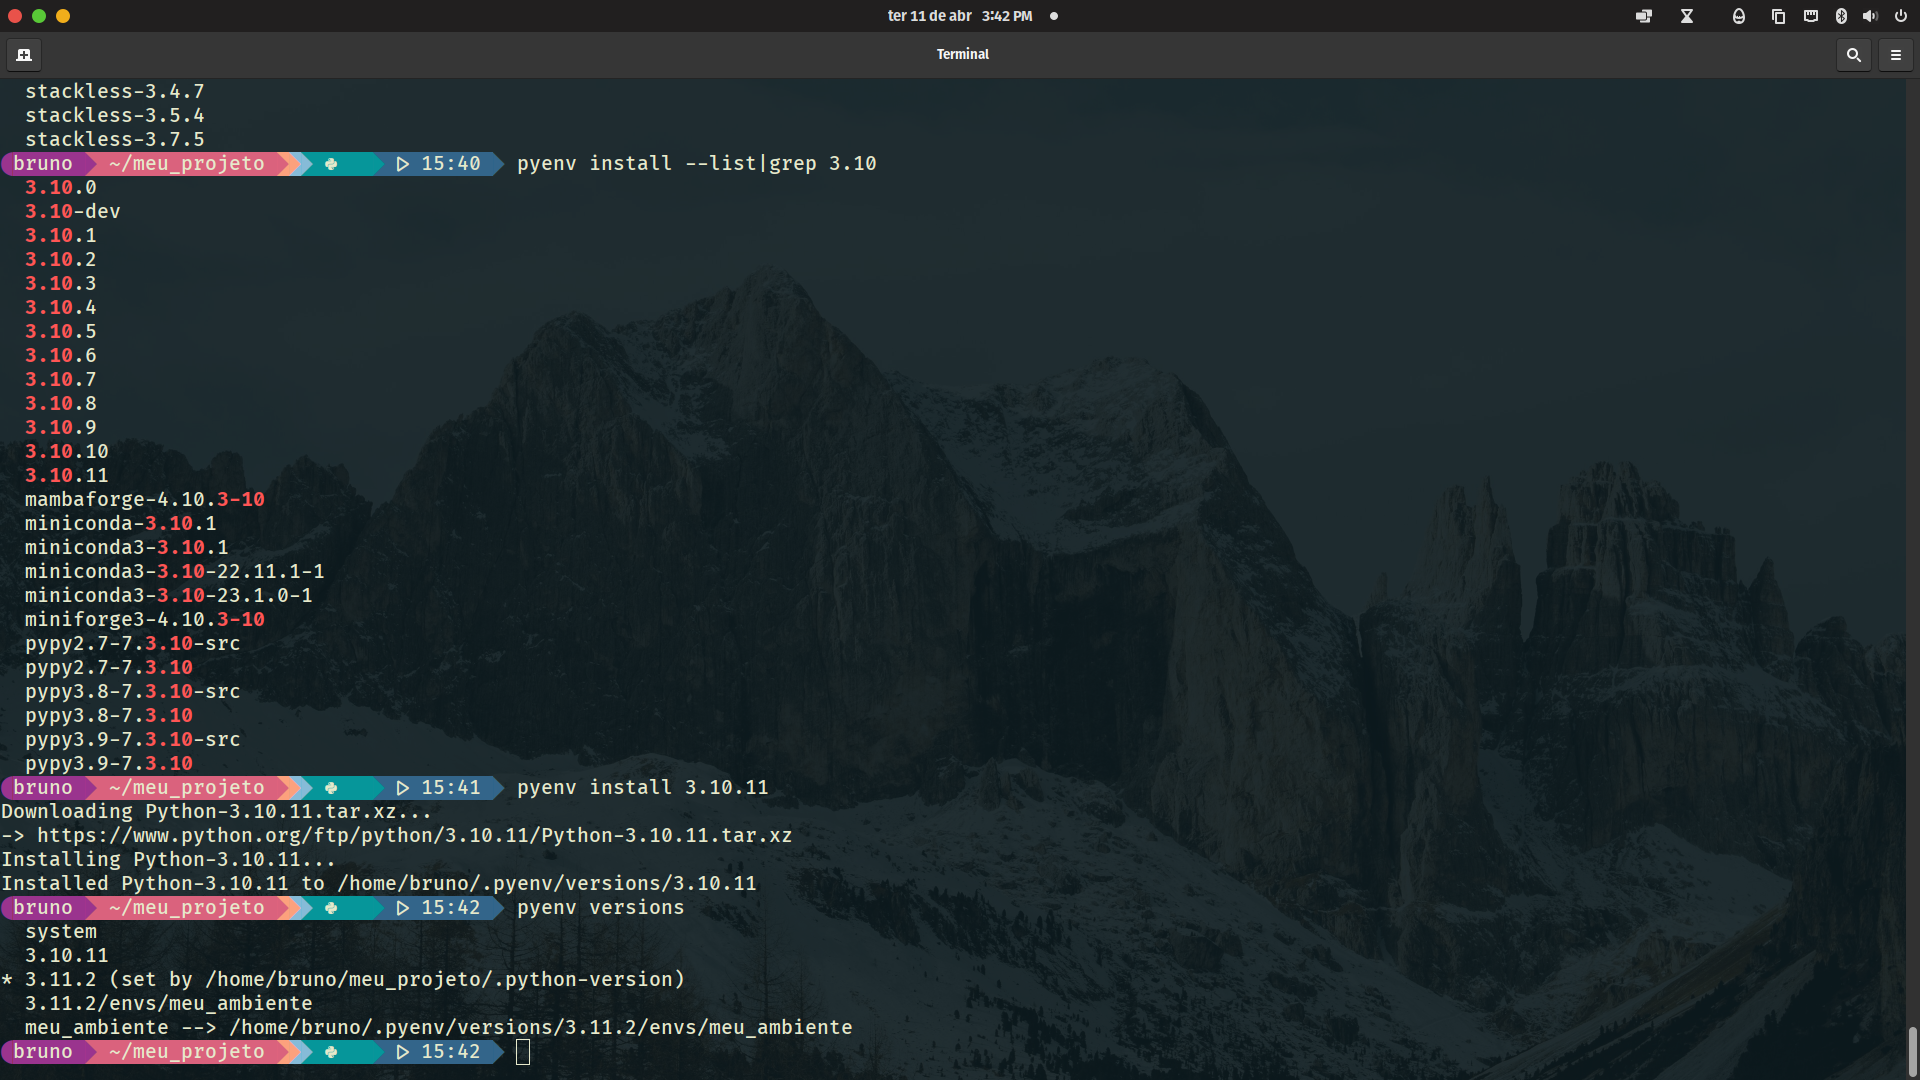 ter 11 de abr 3:42 PM
Terminal
stackless-3.4.7
stackless-3.5.4
stackless-3.7.5
bruno ~/meu_projeto 15:40 pyenv install --list|grep 3.10
3.10.0
3.10-dev
3.10.1
3.10.2
3.10.3
3.10.4
3.10.5
3.10.6
3.10.7
3.10.8
3.10.9
3.10.10
3.10.11
mambaforge-4.10.3-10
miniconda-3.10.1
miniconda3-3.10.1
miniconda3-3.10-22.11.1-1
miniconda3-3.10-23.1.0-1
miniforge3-4.10.3-10
pypy2.7-7.3.10-src
pypy2.7-7.3.10
pypy3.8-7.3.10-src
pypy3.8-7.3.10
pypy3.9-7.3.10-src
pypy3.9-7.3.10
bruno ~/meu_projeto 15:41 pyenv install 3.10.11
Downloading Python-3.10.11.tar.xz...
-> https://www.python.org/ftp/python/3.10.11/Python-3.10.11.tar.xz
Installing Python-3.10.11...
Installed Python-3.10.11 to /home/bruno/.pyenv/versions/3.10.11
bruno ~/meu_projeto 15:42 pyenv versions
system
3.10.11
* 3.11.2 (set by /home/bruno/meu_projeto/.python-version)
3.11.2/envs/meu_ambiente
meu_ambiente --> /home/bruno/.pyenv/versions/3.11.2/envs/meu_ambiente
bruno ~/meu_projeto 15:42